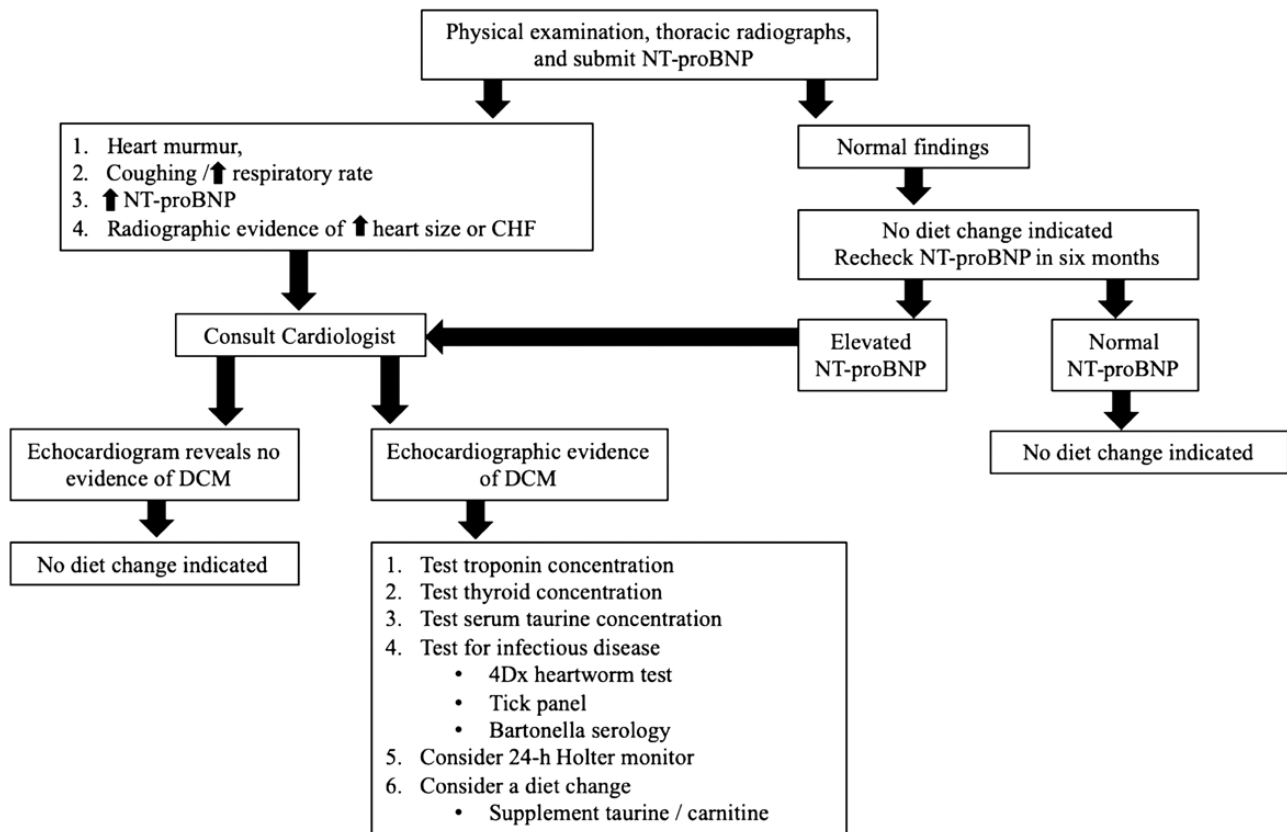 Physical examination, thoracic radiographs,
and submit NT-proBNP
1. Heart murmur,
2. Coughing /⬆ respiratory rate
3. ⬆ NT-proBNP
4. Radiographic evidence of ⬆ heart size or CHF
Normal findings
No diet change indicated
Recheck NT-proBNP in six months
Consult Cardiologist
Elevated
NT-proBNP
Normal
NT-proBNP
Echocardiogram reveals no
evidence of DCM
Echocardiographic evidence
of DCM
No diet change indicated
No diet change indicated
1. Test troponin concentration
2. Test thyroid concentration
3. Test serum taurine concentration
4. Test for infectious disease
• 4Dx heartworm test
• Tick panel
• Bartonella serology
5. Consider 24-h Holter monitor
6. Consider a diet change
• Supplement taurine / carnitine